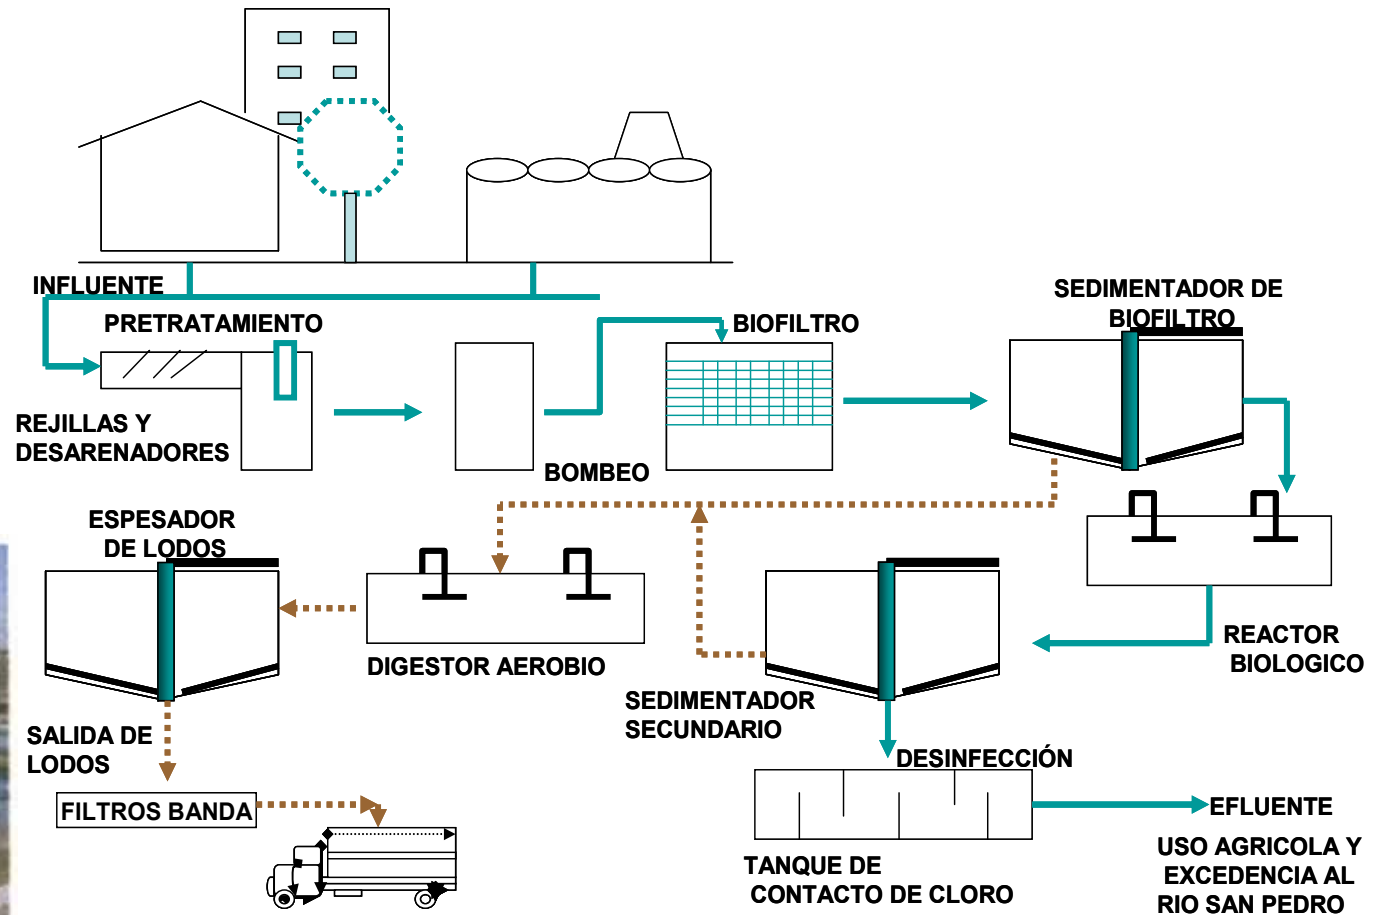 INFLUENTE
PRETRATAMIENTO
REJILLAS Y
DESARENADORES
BOMBEO
BIOFILTRO
SEDIMENTADOR DE
BIOFILTRO
REACTOR
BIOLOGICO
ESPESADOR
DE LODOS
DIGESTOR AEROBIO
SEDIMENTADOR
SECUNDARIO
SALIDA DE
LODOS
FILTROS BANDA
DESINFECCIÓN
TANQUE DE
CONTACTO DE CLORO
EFLUENTE
USO AGRICOLA Y
EXCEDENCIA AL
RIO SAN PEDRO